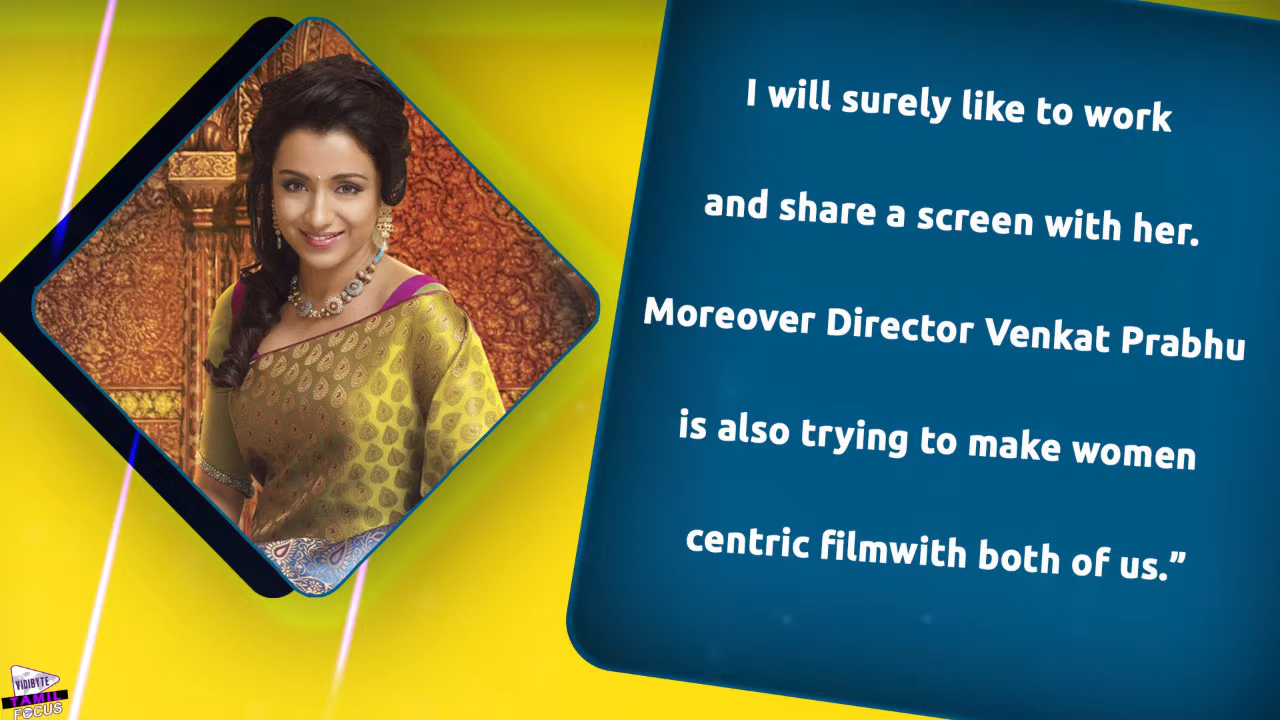 I will surely like to work
and share a screen with her.
Moreover Director Venkat Prabhu
is also trying to make women
centric filmwith both of us.”
VIDIBYTE
TAMIL
FOCUS